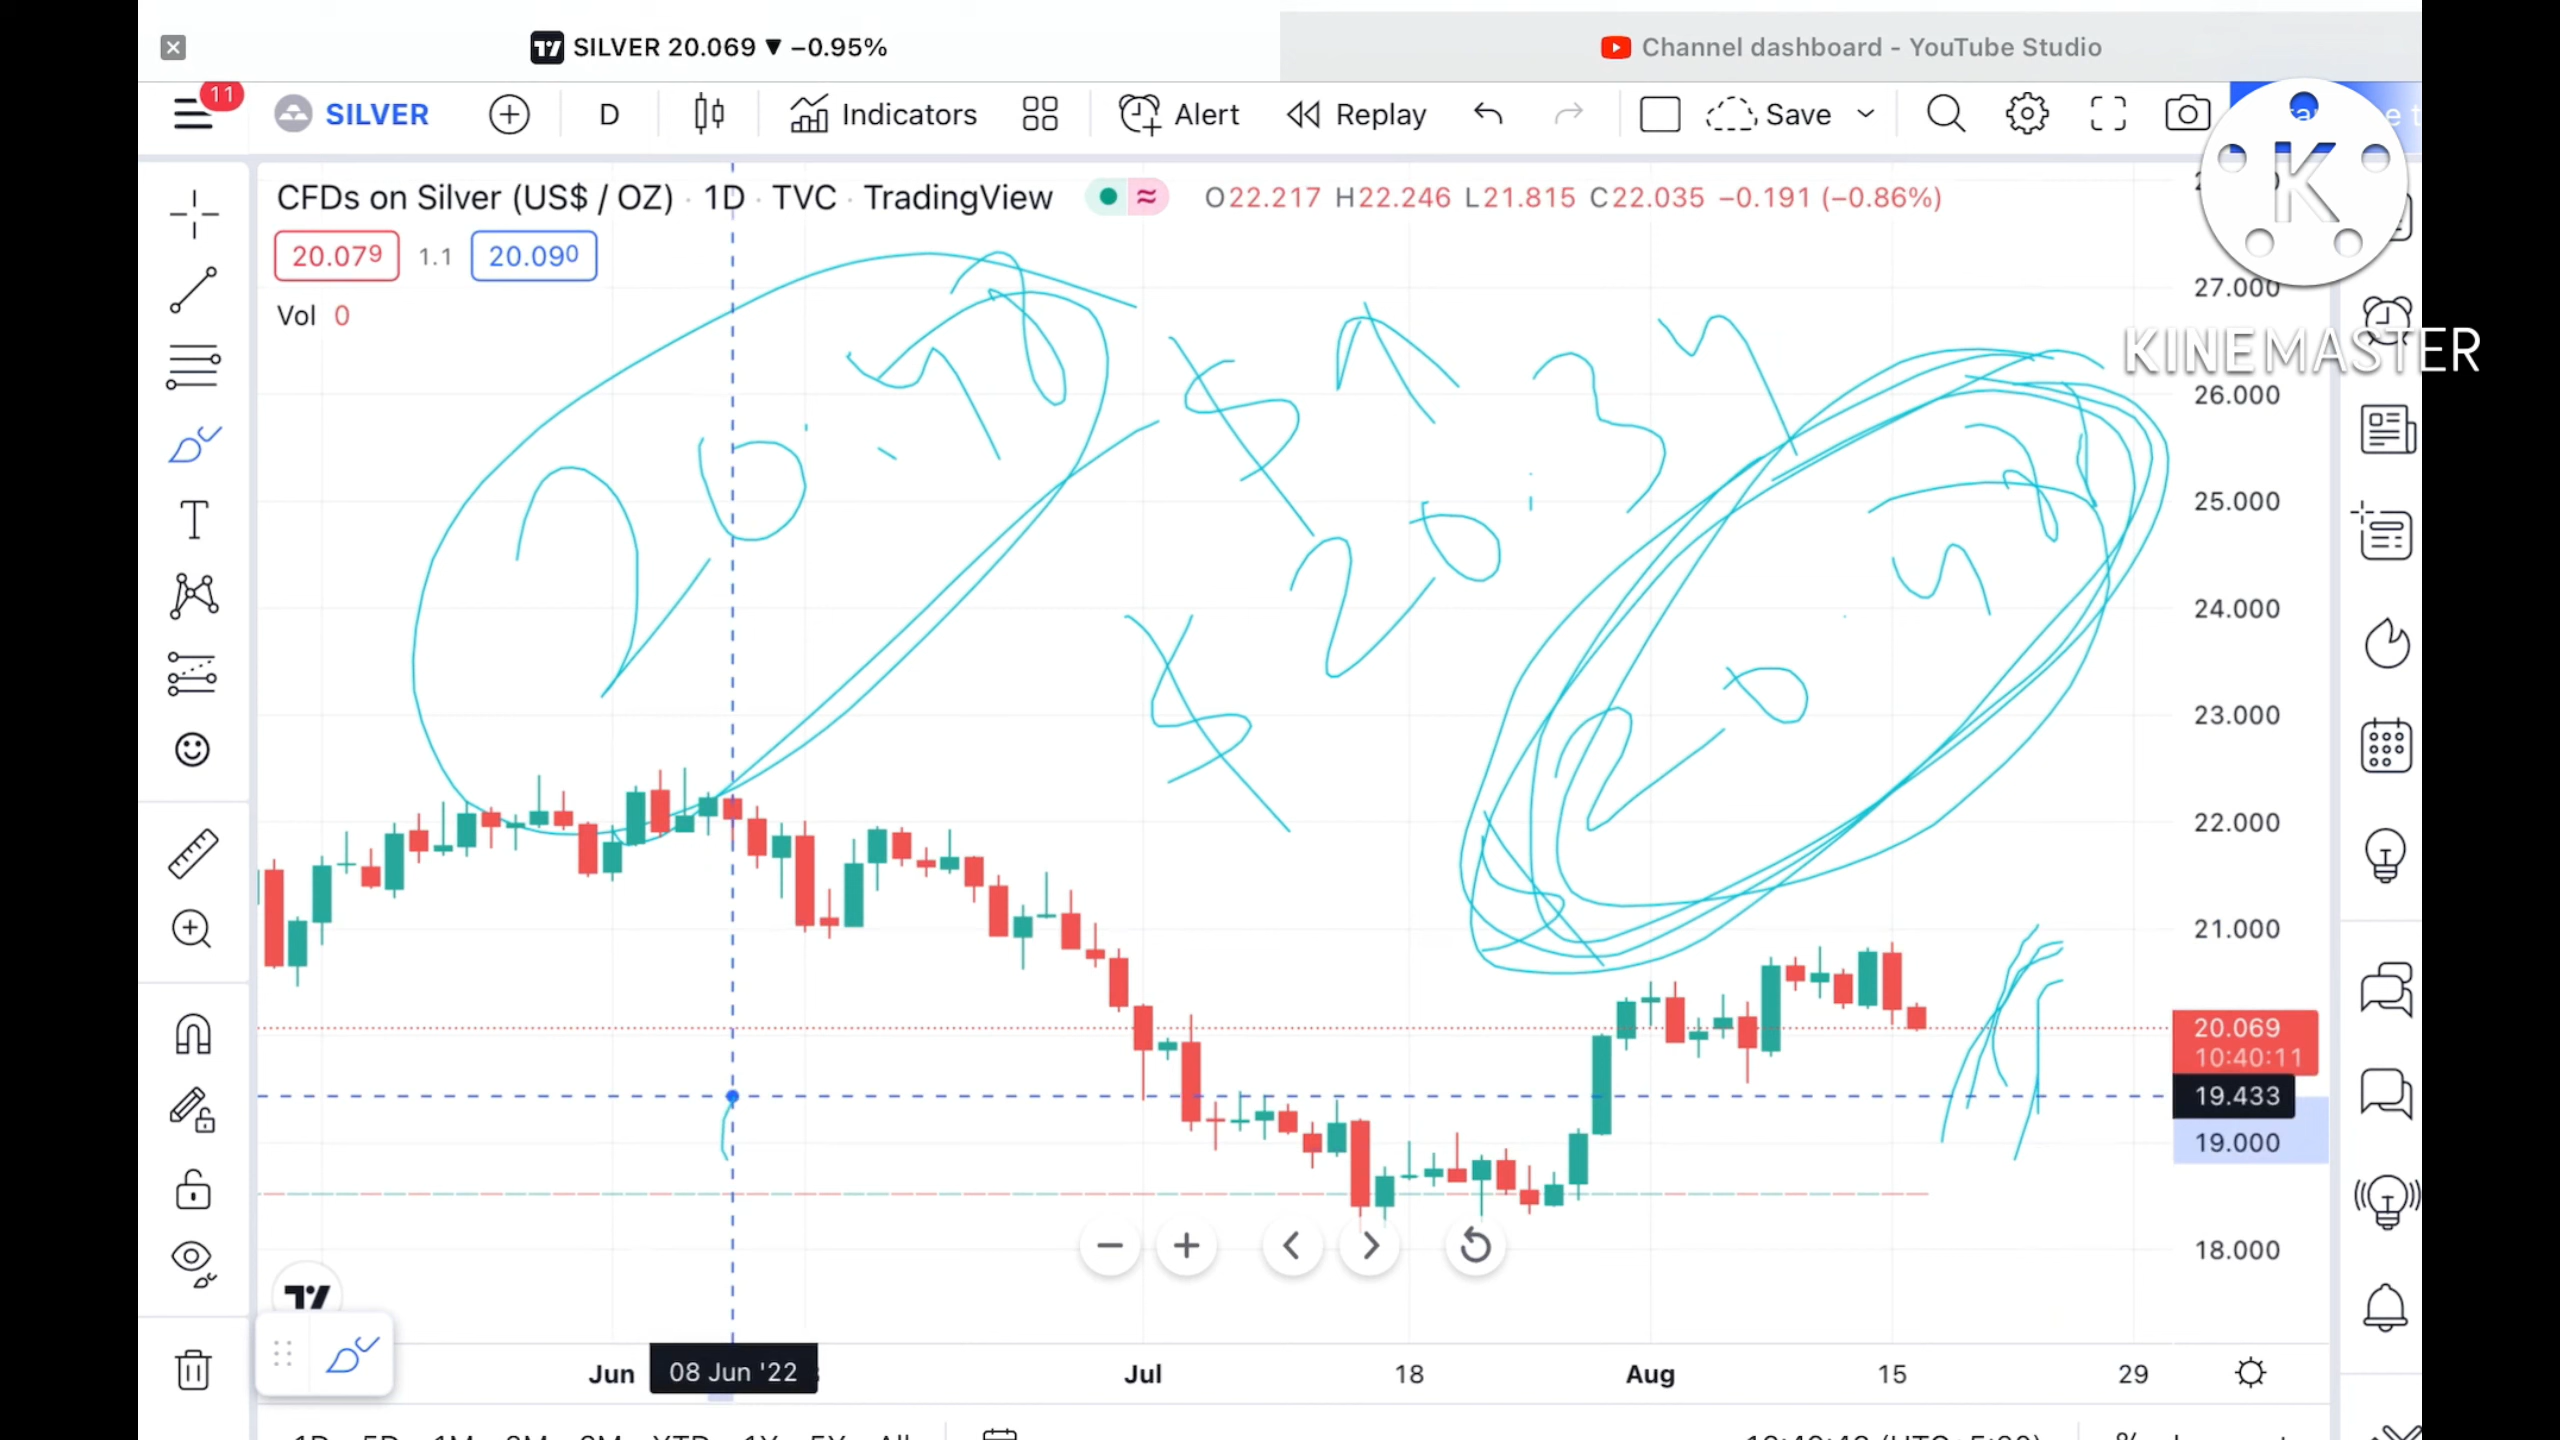 SILVER 20.069 ▼ −0.95%
Channel dashboard - YouTube Studio
11
SILVER
D
Indicators
Alert
Replay
Save
CFDs on Silver (US$ / OZ) · 1D · TVC · TradingView
O22.217 H22.246 L21.815 C22.035 −0.191 (−0.86%)
20.079
1.1
20.090
Vol 0
K
KINEMASTER
27.000
26.000
25.000
24.000
23.000
22.000
21.000
20.069
10:40:11
19.433
19.000
18.000
Jun
08 Jun '22
Jul
18
Aug
15
29